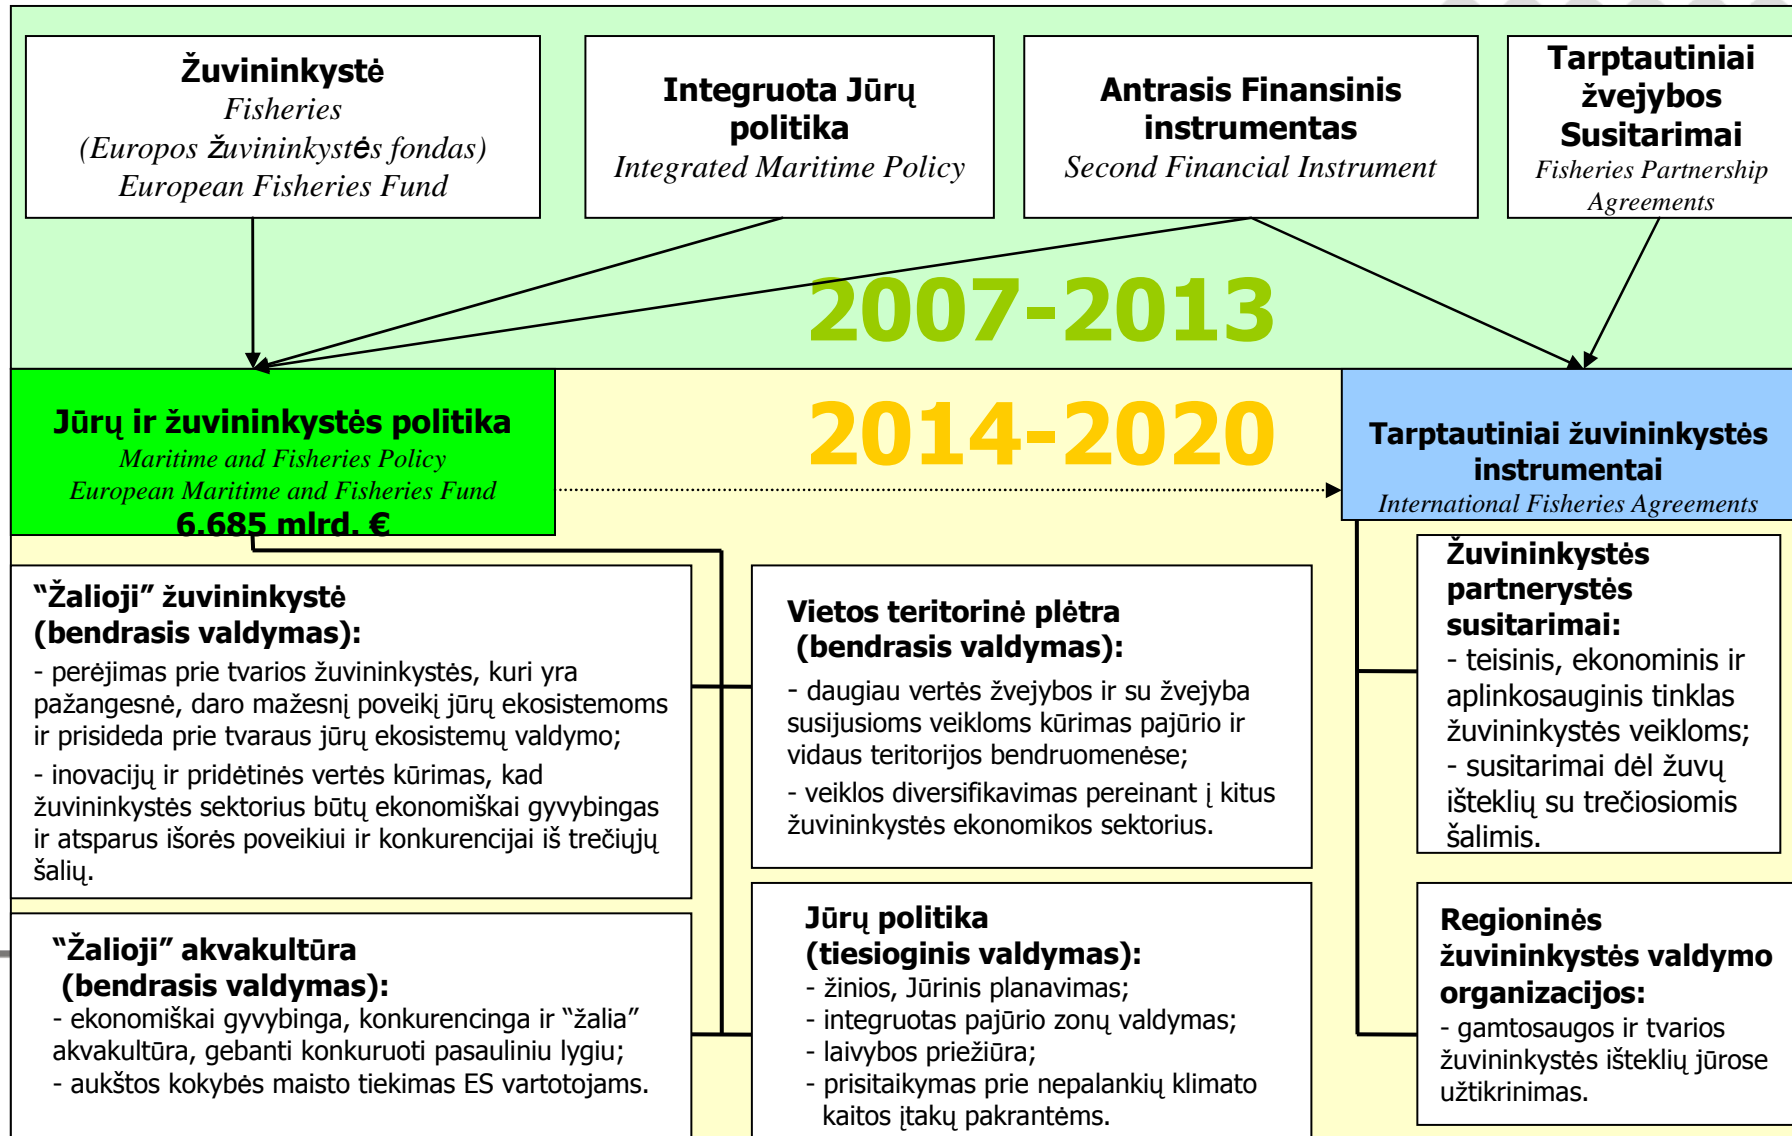 Žuvininkystė
Fisheries
(Europos Žuvininkystės fondas)
European Fisheries Fund
Integruota Jūrų
politika
Integrated Maritime Policy
Antrasis Finansinis
instrumentas
Second Financial Instrument
Tarptautiniai
žvejybos
Susitarimai
Fisheries Partnership
Agreements
2007-2013
2014-2020
Jūrų ir žuvininkystės politika
Maritime and Fisheries Policy
European Maritime and Fisheries Fund
6.685 mlrd. €
Tarptautiniai žuvininkystės
instrumentai
International Fisheries Agreements
“Žalioji” žuvininkystė
(bendrasis valdymas):
- perėjimas prie tvarios žuvininkystės, kuri yra
pažangesnė, daro mažesnį poveikį jūrų ekosistemoms
ir prisideda prie tvaraus jūrų ekosistemų valdymo;
- inovacijų ir pridėtinės vertės kūrimas, kad
žuvininkystės sektorius būtų ekonomiškai gyvybingas
ir atsparus išorės poveikiui ir konkurencijai iš trečiųjų
šalių.
“Žalioji” akvakultūra
(bendrasis valdymas):
- ekonomiškai gyvybinga, konkurencinga ir “žalia”
akvakultūra, gebanti konkuruoti pasauliniu lygiu;
- aukštos kokybės maisto tiekimas ES vartotojams.
Vietos teritorinė plėtra
(bendrasis valdymas):
- daugiau vertės žvejybos ir su žvejyba
susijusioms veikloms kūrimas pajūrio ir
vidaus teritorijos bendruomenėse;
- veiklos diversifikavimas pereinant į kitus
žuvininkystės ekonomikos sektorius.
Jūrų politika
(tiesioginis valdymas):
- žinios, Jūrinis planavimas;
- integruotas pajūrio zonų valdymas;
- laivybos priežiūra;
- prisitaikymas prie nepalankių klimato
kaitos įtakų pakrantėms.
Žuvininkystės
partnerystės
susitarimai:
- teisinis, ekonominis ir
aplinkosauginis tinklas
žuvininkystės veikloms;
- susitarimai dėl žuvų
išteklių su trečiosiomis
šalimis.
Regioninės
žuvininkystės valdymo
organizacijos:
- gamtosaugos ir tvarios
žuvininkystės išteklių jūrose
užtikrinimas.